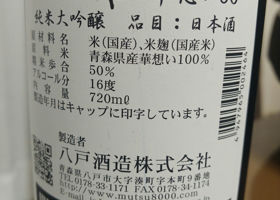 純米大吟醸 品目：日本酒
原材料 米（国産）、米麹（国産米）
原料米 青森県産華想い100％
精米歩合 50％
アルコール分 16度
内容量 720ml
製造年月はキャップに印字しています。
製造者
八戸酒造株式会社
青森県八戸市大字湊町字本町9番地
TEL0178-33-1171 FAX0178-34-1174
https://www.mutsu8000.com
4967965002464